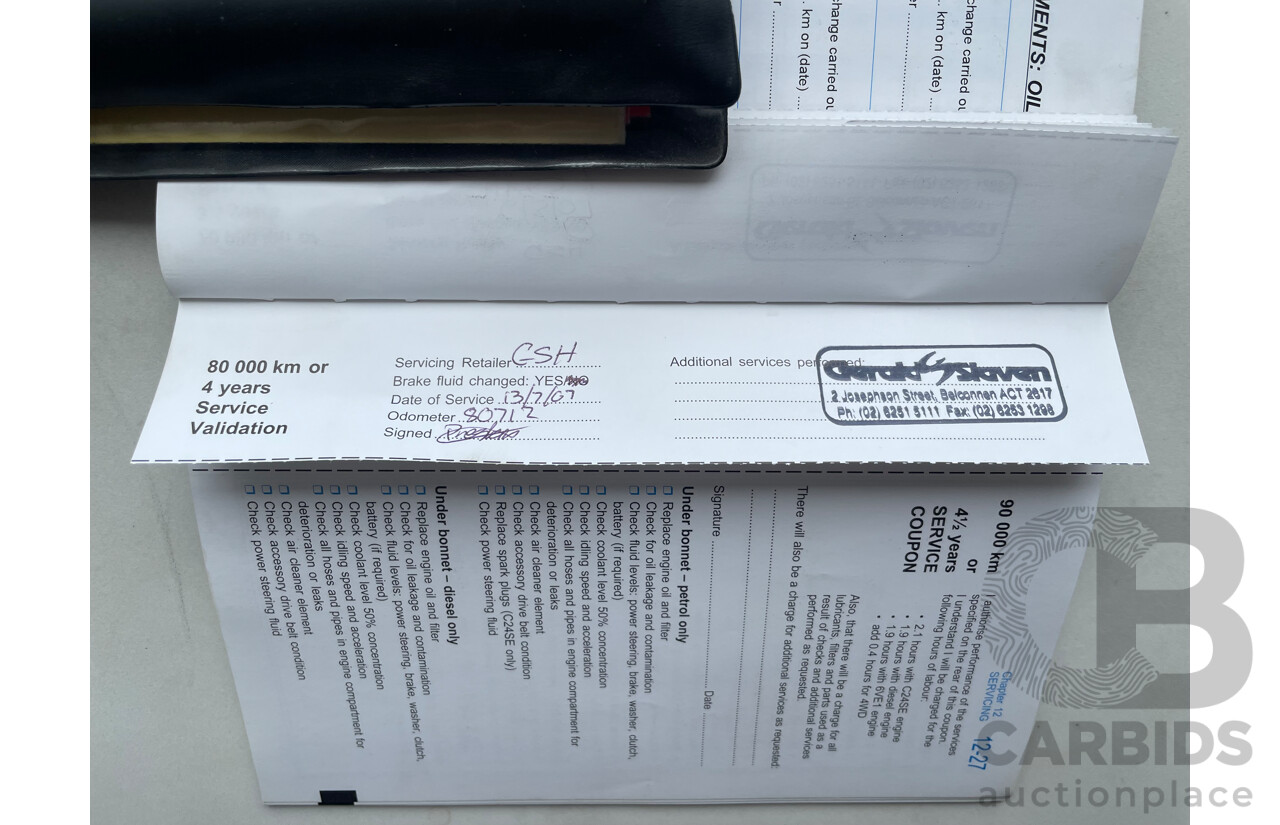 MENTS: OIL
change carried ou
km on (date)
change carried ou
km on (date)
80 000 km or
4 years
Service
Validation
Servicing Retailer GSH
Brake fluid changed: YES/NO
Date of Service 13/7/07
Odometer 80712
Signed
Additional services performed:
Gerald Slaven
2 Josephson Street, Belconnen ACT 2617
Ph: (02) 6251 5111 Fax: (02) 6253 1298
90 000 km
or
4½ years
SERVICE
COUPON
Chapter 12
SERVICING 12-27
I authorise performance of the services
specified on the rear of this coupon.
I understand I will be charged for the
following hours of labour:
• 2.1 hours with C24SE engine
• 1.9 hours with diesel engine
• 1.9 hours with 6VE1 engine
• add 0.4 hours for 4WD
Also, that there will be a charge for all
lubricants, filters and parts used as a
result of checks and additional services
performed as requested.
There will also be a charge for additional services as requested:
Signature Date
Under bonnet – petrol only
Replace engine oil and filter
Check for oil leakage and contamination
Check fluid levels: power steering, brake, washer, clutch,
battery (if required)
Check coolant level 50% concentration
Check idling speed and acceleration
Check all hoses and pipes in engine compartment for
deterioration or leaks
Check air cleaner element
Check accessory drive belt condition
Replace spark plugs (C24SE only)
Check power steering fluid
Under bonnet – diesel only
Replace engine oil and filter
Check for oil leakage and contamination
Check fluid levels: power steering, brake, washer, clutch,
battery (if required)
Check coolant level 50% concentration
Check idling speed and acceleration
Check all hoses and pipes in engine compartment for
deterioration or leaks
Check air cleaner element
Check accessory drive belt condition
Check power steering fluid
CARBIDS
auctionplace